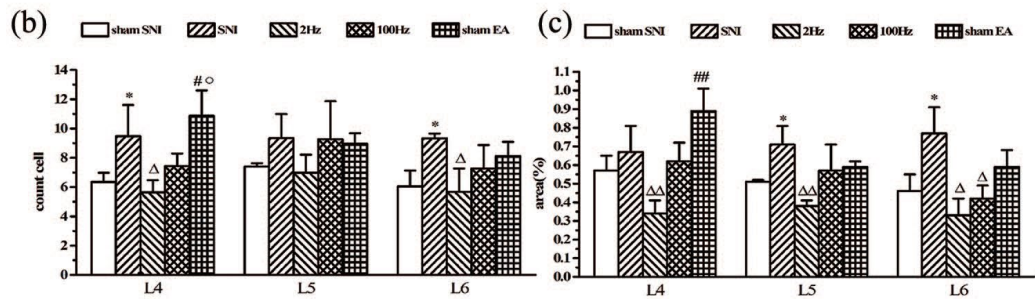 (b) sham SNI SNI 2Hz 100Hz sham EA
count cell
14
12
10
8
6
4
2
0
* Δ #○
* Δ
L4 L5 L6
(c) sham SNI SNI 2Hz 100Hz sham EA
area(%)
1.1
1.0
0.9
0.8
0.7
0.6
0.5
0.4
0.3
0.2
0.1
0.0
ΔΔ ##
* ΔΔ
* Δ Δ
L4 L5 L6